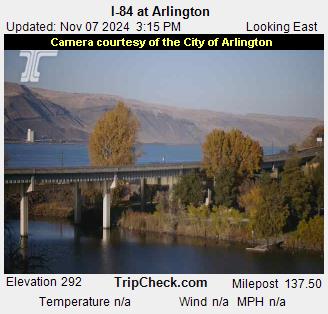 I-84 at Arlington
Updated: Nov 07 2024 3:15 PM Looking East
Camera courtesy of the City of Arlington
Elevation 292 TripCheck.com Milepost 137.50
Temperature n/a Wind n/a MPH n/a